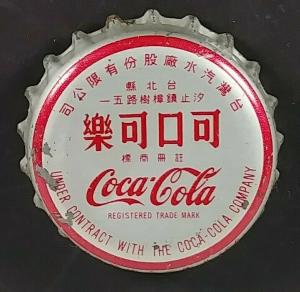 台灣汽水廠股份有限公司
台北縣
汐止鎮樟樹路五一
可口可樂
註冊商標
Coca-Cola
REGISTERED TRADE MARK
UNDER CONTRACT WITH THE COCA-COLA COMPANY